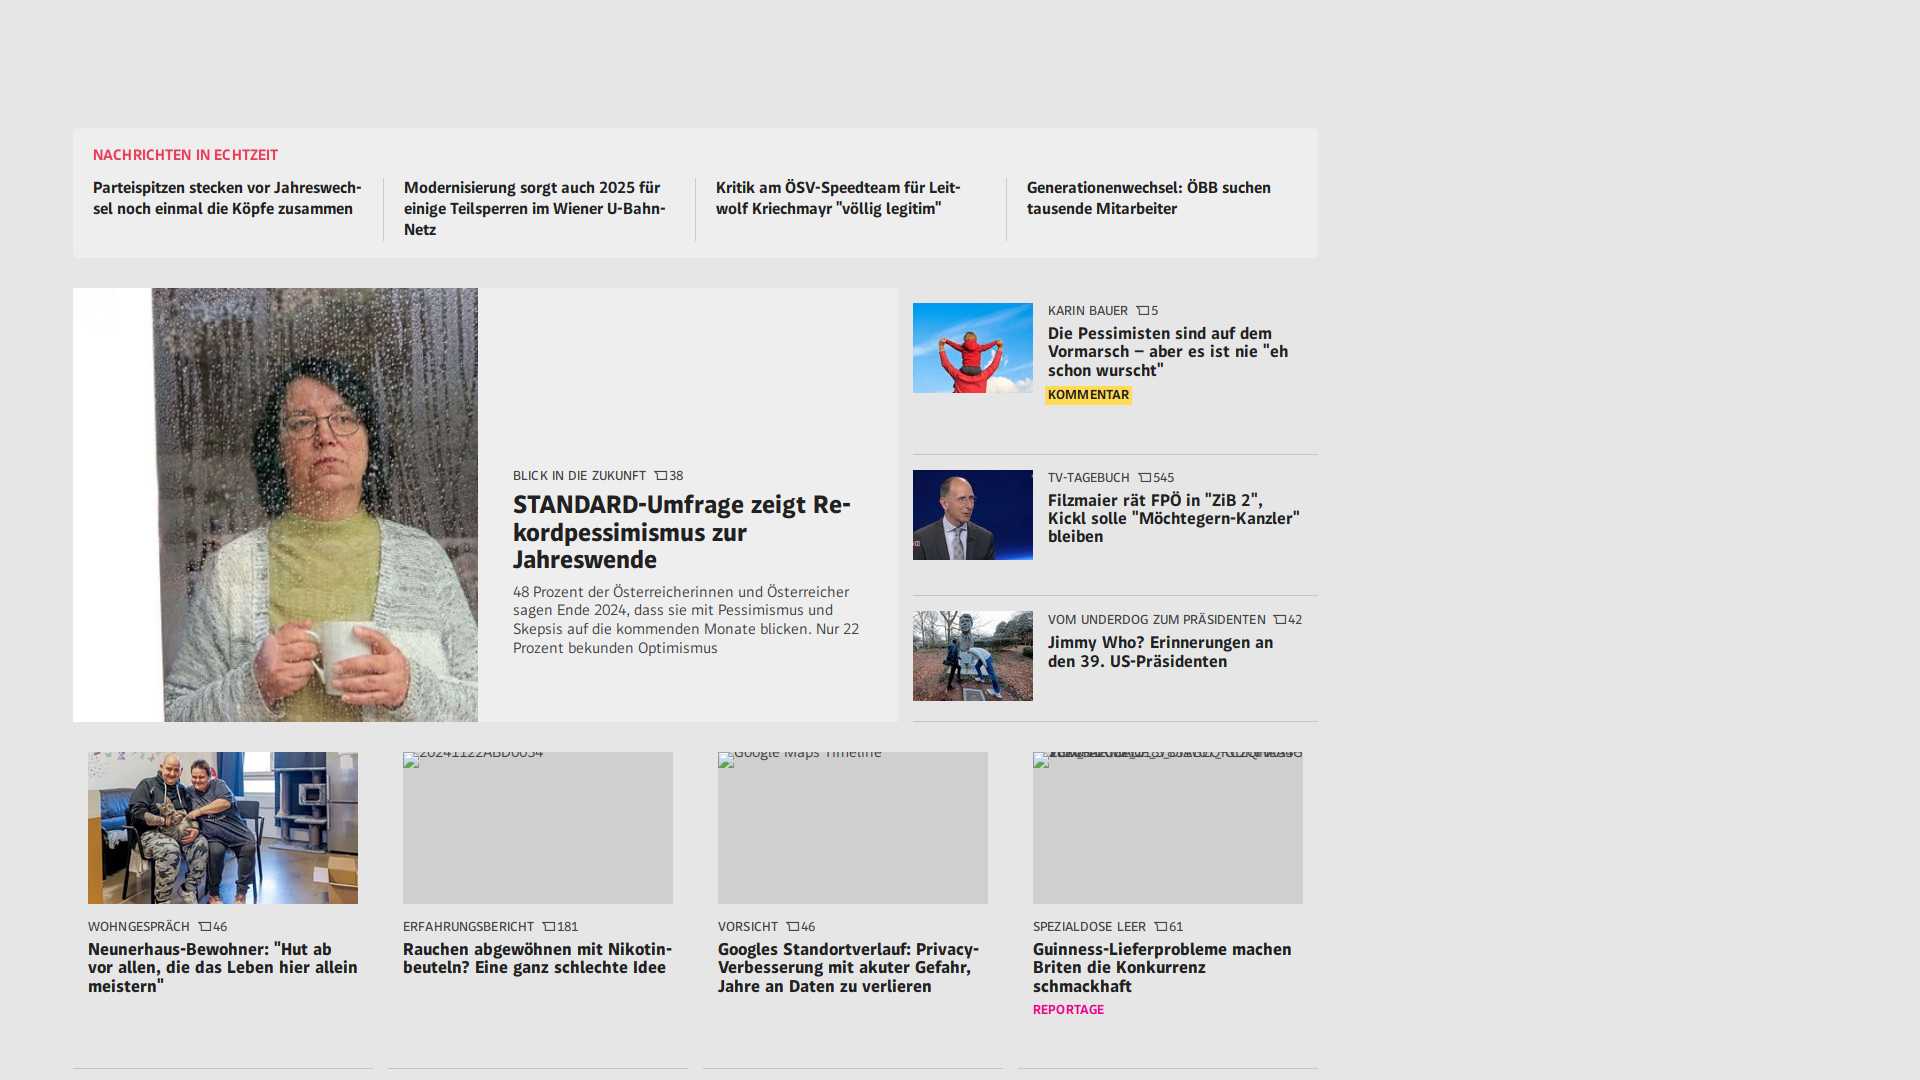 NACHRICHTEN IN ECHTZEIT
Parteispitzen stecken vor Jahreswech-
sel noch einmal die Köpfe zusammen
Modernisierung sorgt auch 2025 für
einige Teilsperren im Wiener U-Bahn-
Netz
Kritik am ÖSV-Speedteam für Leit-
wolf Kriechmayr "völlig legitim"
Generationenwechsel: ÖBB suchen
tausende Mitarbeiter
BLICK IN DIE ZUKUNFT 38
STANDARD-Umfrage zeigt Re-
kordpessimismus zur
Jahreswende
48 Prozent der Österreicherinnen und Österreicher
sagen Ende 2024, dass sie mit Pessimismus und
Skepsis auf die kommenden Monate blicken. Nur 22
Prozent bekunden Optimismus
KARIN BAUER 5
Die Pessimisten sind auf dem
Vormarsch – aber es ist nie "eh
schon wurscht"
KOMMENTAR
TV-TAGEBUCH 545
Filzmaier rät FPÖ in "ZiB 2",
Kickl solle "Möchtegern-Kanzler"
bleiben
VOM UNDERDOG ZUM PRÄSIDENTEN 42
Jimmy Who? Erinnerungen an
den 39. US-Präsidenten
WOHNGESPRÄCH 46
Neunerhaus-Bewohner: "Hut ab
vor allen, die das Leben hier allein
meistern"
20241122ABD0034
ERFAHRUNGSBERICHT 181
Rauchen abgewöhnen mit Nikotin-
beuteln? Eine ganz schlechte Idee
Google Maps Timeline
VORSICHT 46
Googles Standortverlauf: Privacy-
Verbesserung mit akuter Gefahr,
Jahre an Daten zu verlieren
SPEZIALDOSE LEER 61
Guinness-Lieferprobleme machen
Briten die Konkurrenz
schmackhaft
REPORTAGE